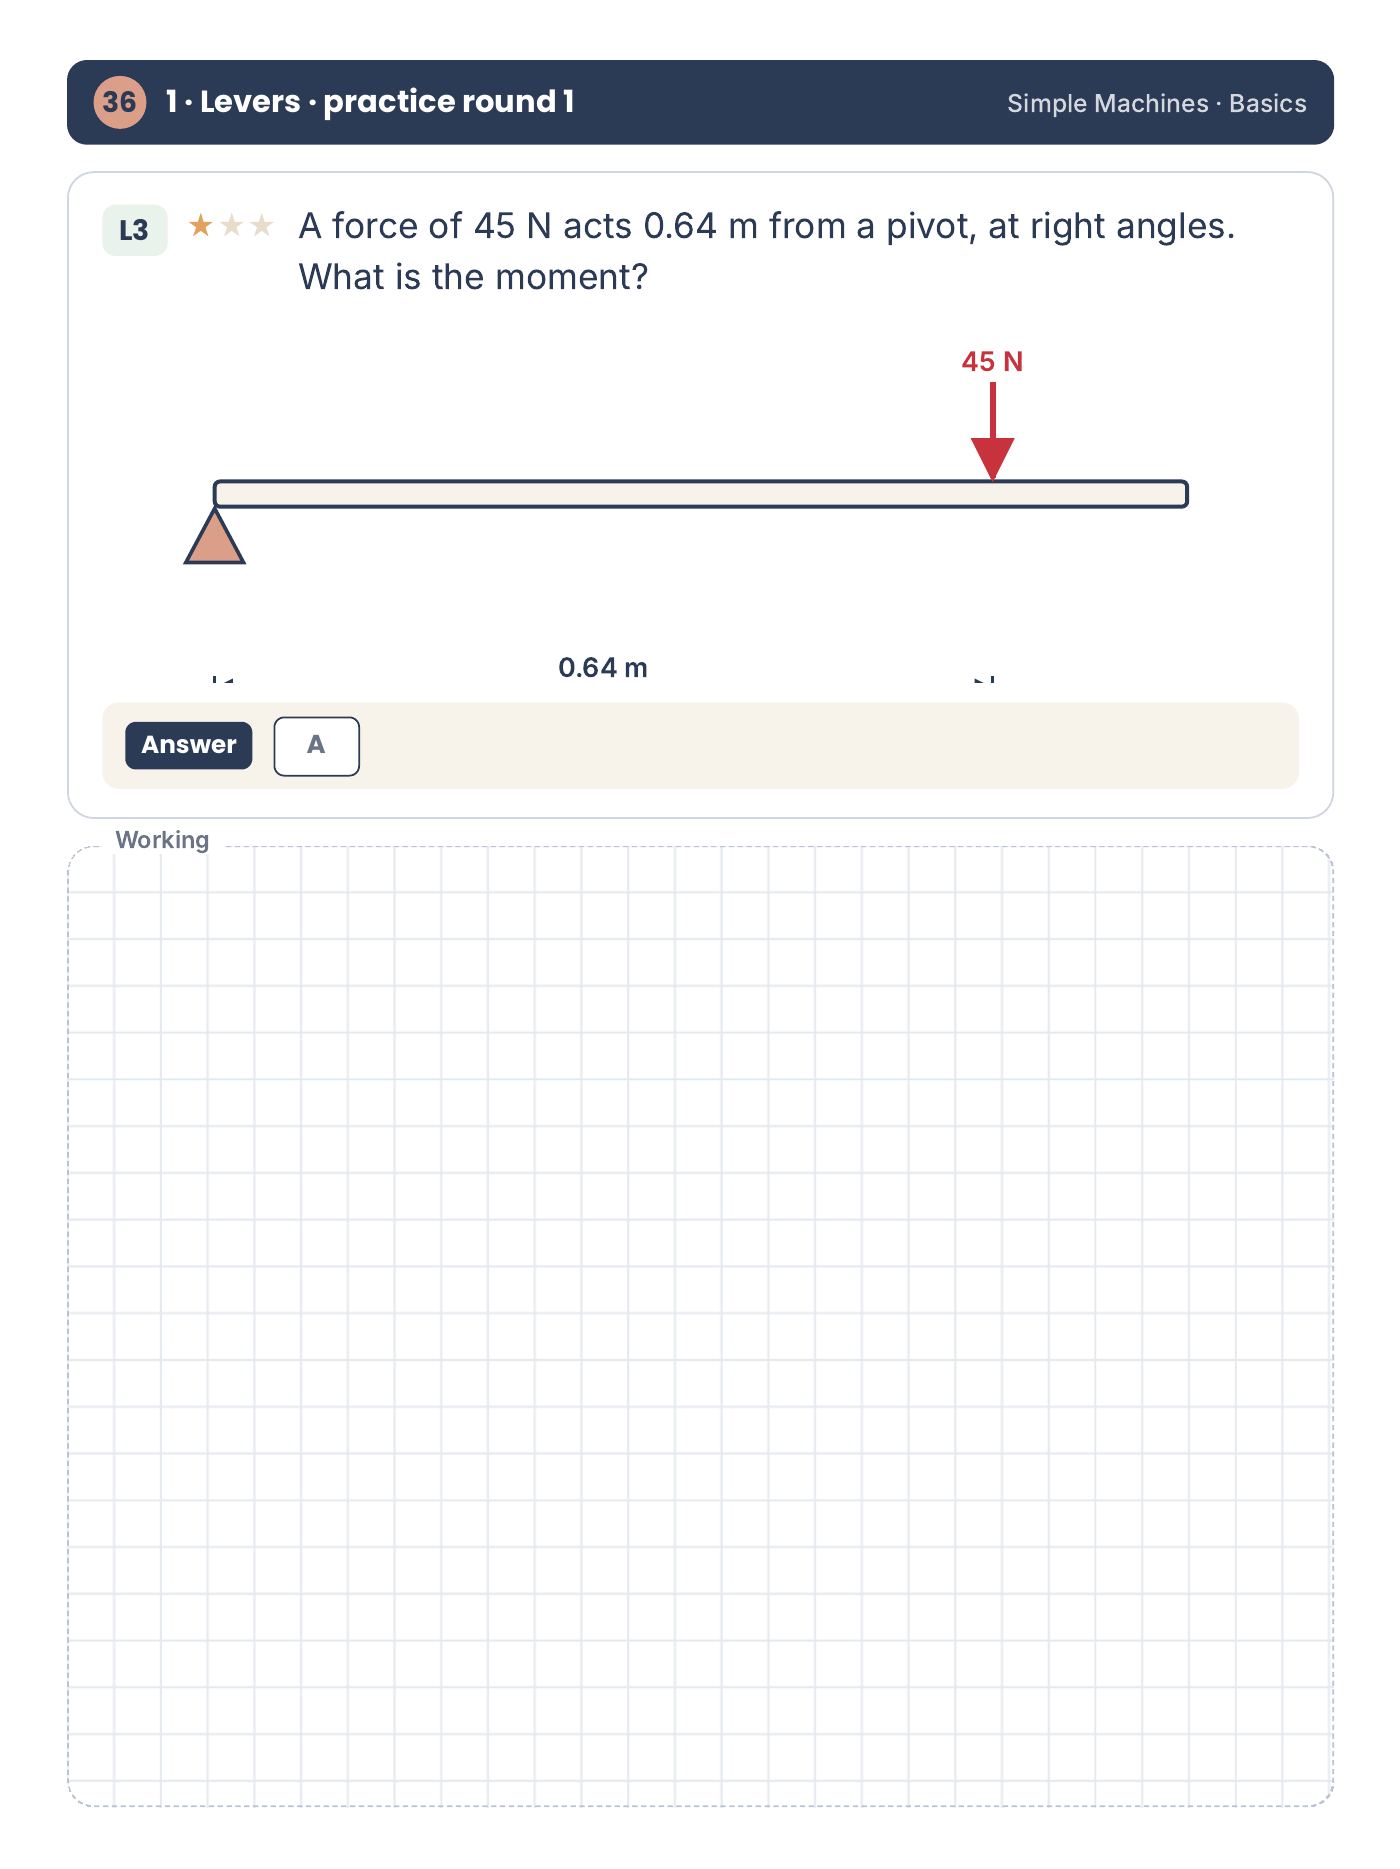 36 1 · Levers · practice round 1 Simple Machines · Basics
L3 ★★★ A force of 45 N acts 0.64 m from a pivot, at right angles.
What is the moment?
45 N
0.64 m
Answer A
Working